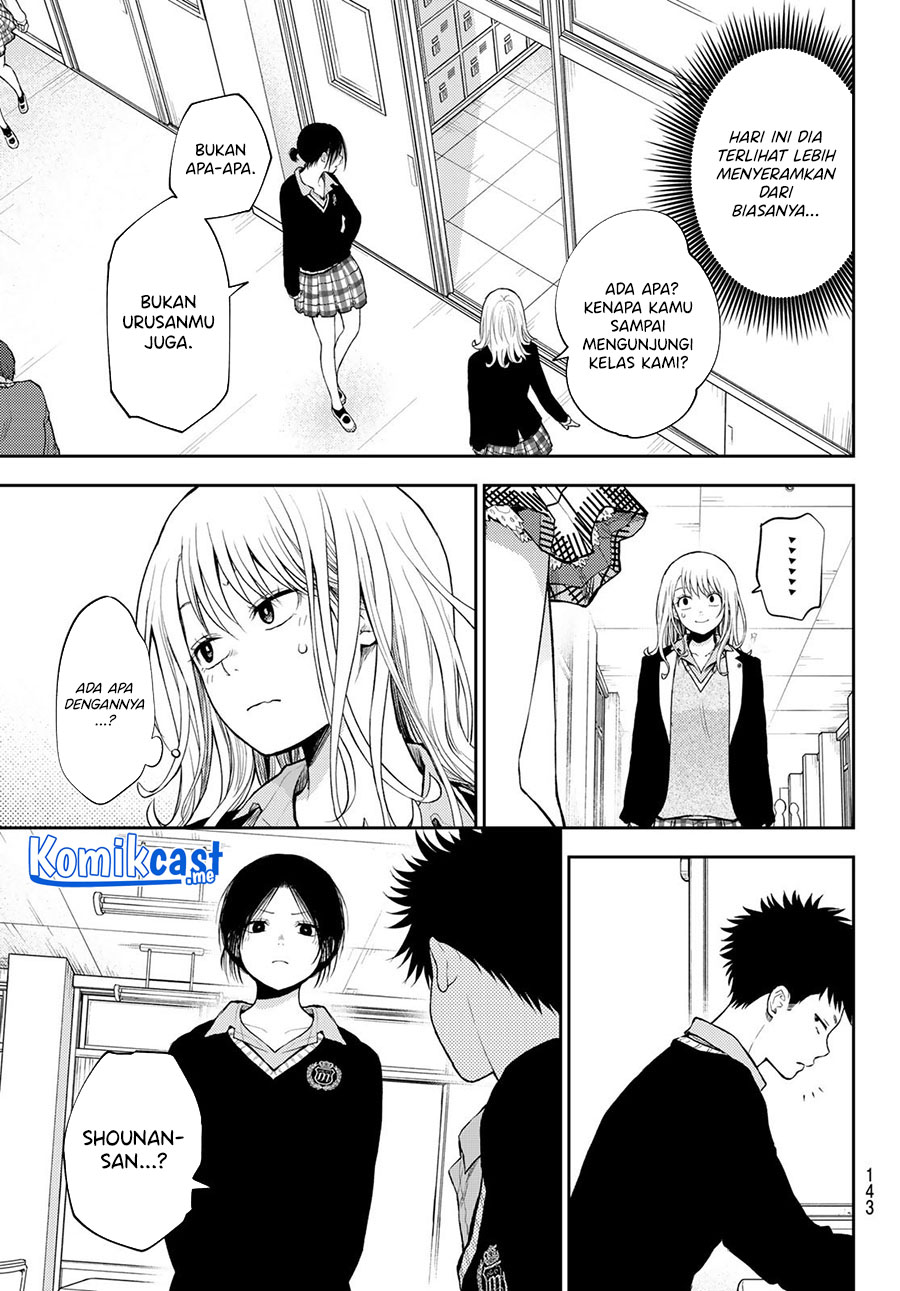 HARI INI DIA
TERLIHAT LEBIH
MENYERAMKAN
DARI
BIASANYA...
ADA APA?
KENAPA KAMU
SAMPAI
MENGUNJUNGI
KELAS KAMI?
BUKAN
APA-APA.
BUKAN
URUSANMU
JUGA.
ADA APA
DENGANNYA
...?
Komikcast
.me
SHOUNAN-
SAN...?
143